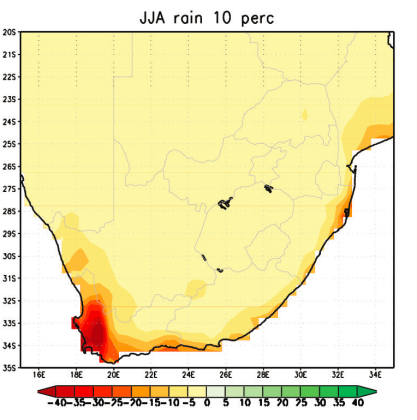 JJA rain 10 perc
20S
21S
22S
23S
24S
25S
26S
27S
28S
29S
30S
31S
32S
33S
34S
35S
16E 18E 20E 22E 24E 26E 28E 30E 32E 34E
-40 -35 -30 -25 -20 -15 -10 -5 0 5 10 15 20 25 30 35 40